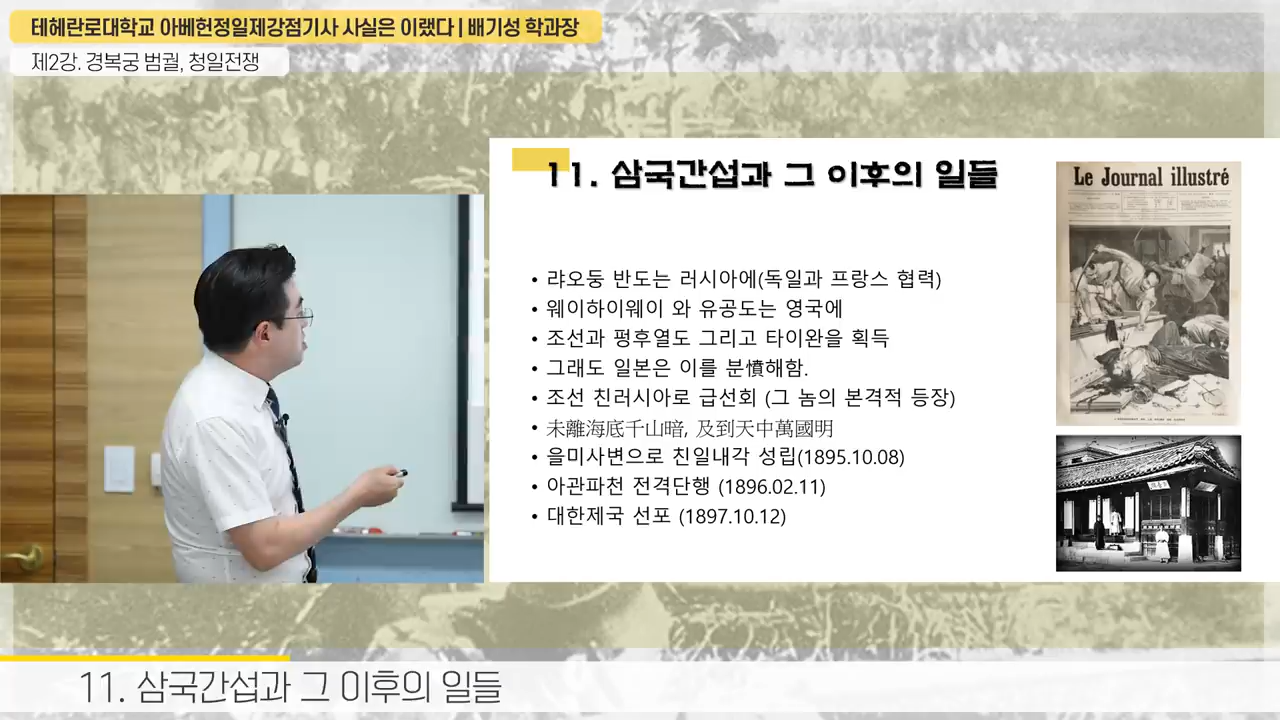 테헤란로대학교 아베헌정일제강점기사 사실은 이랬다 | 배기성 학과장
제2강. 경복궁 범궐, 청일전쟁
11. 삼국간섭과 그 이후의 일들
• 랴오둥 반도는 러시아에(독일과 프랑스 협력)
• 웨이하이웨이 와 유공도는 영국에
• 조선과 펑후열도 그리고 타이완을 획득
• 그래도 일본은 이를 분憤해함.
• 조선 친러시아로 급선회 (그 놈의 본격적 등장)
• 未離海底千山暗, 及到天中萬國明
• 을미사변으로 친일내각 성립(1895.10.08)
• 아관파천 전격단행 (1896.02.11)
• 대한제국 선포 (1897.10.12)
Le Journal illustré
11. 삼국간섭과 그 이후의 일들